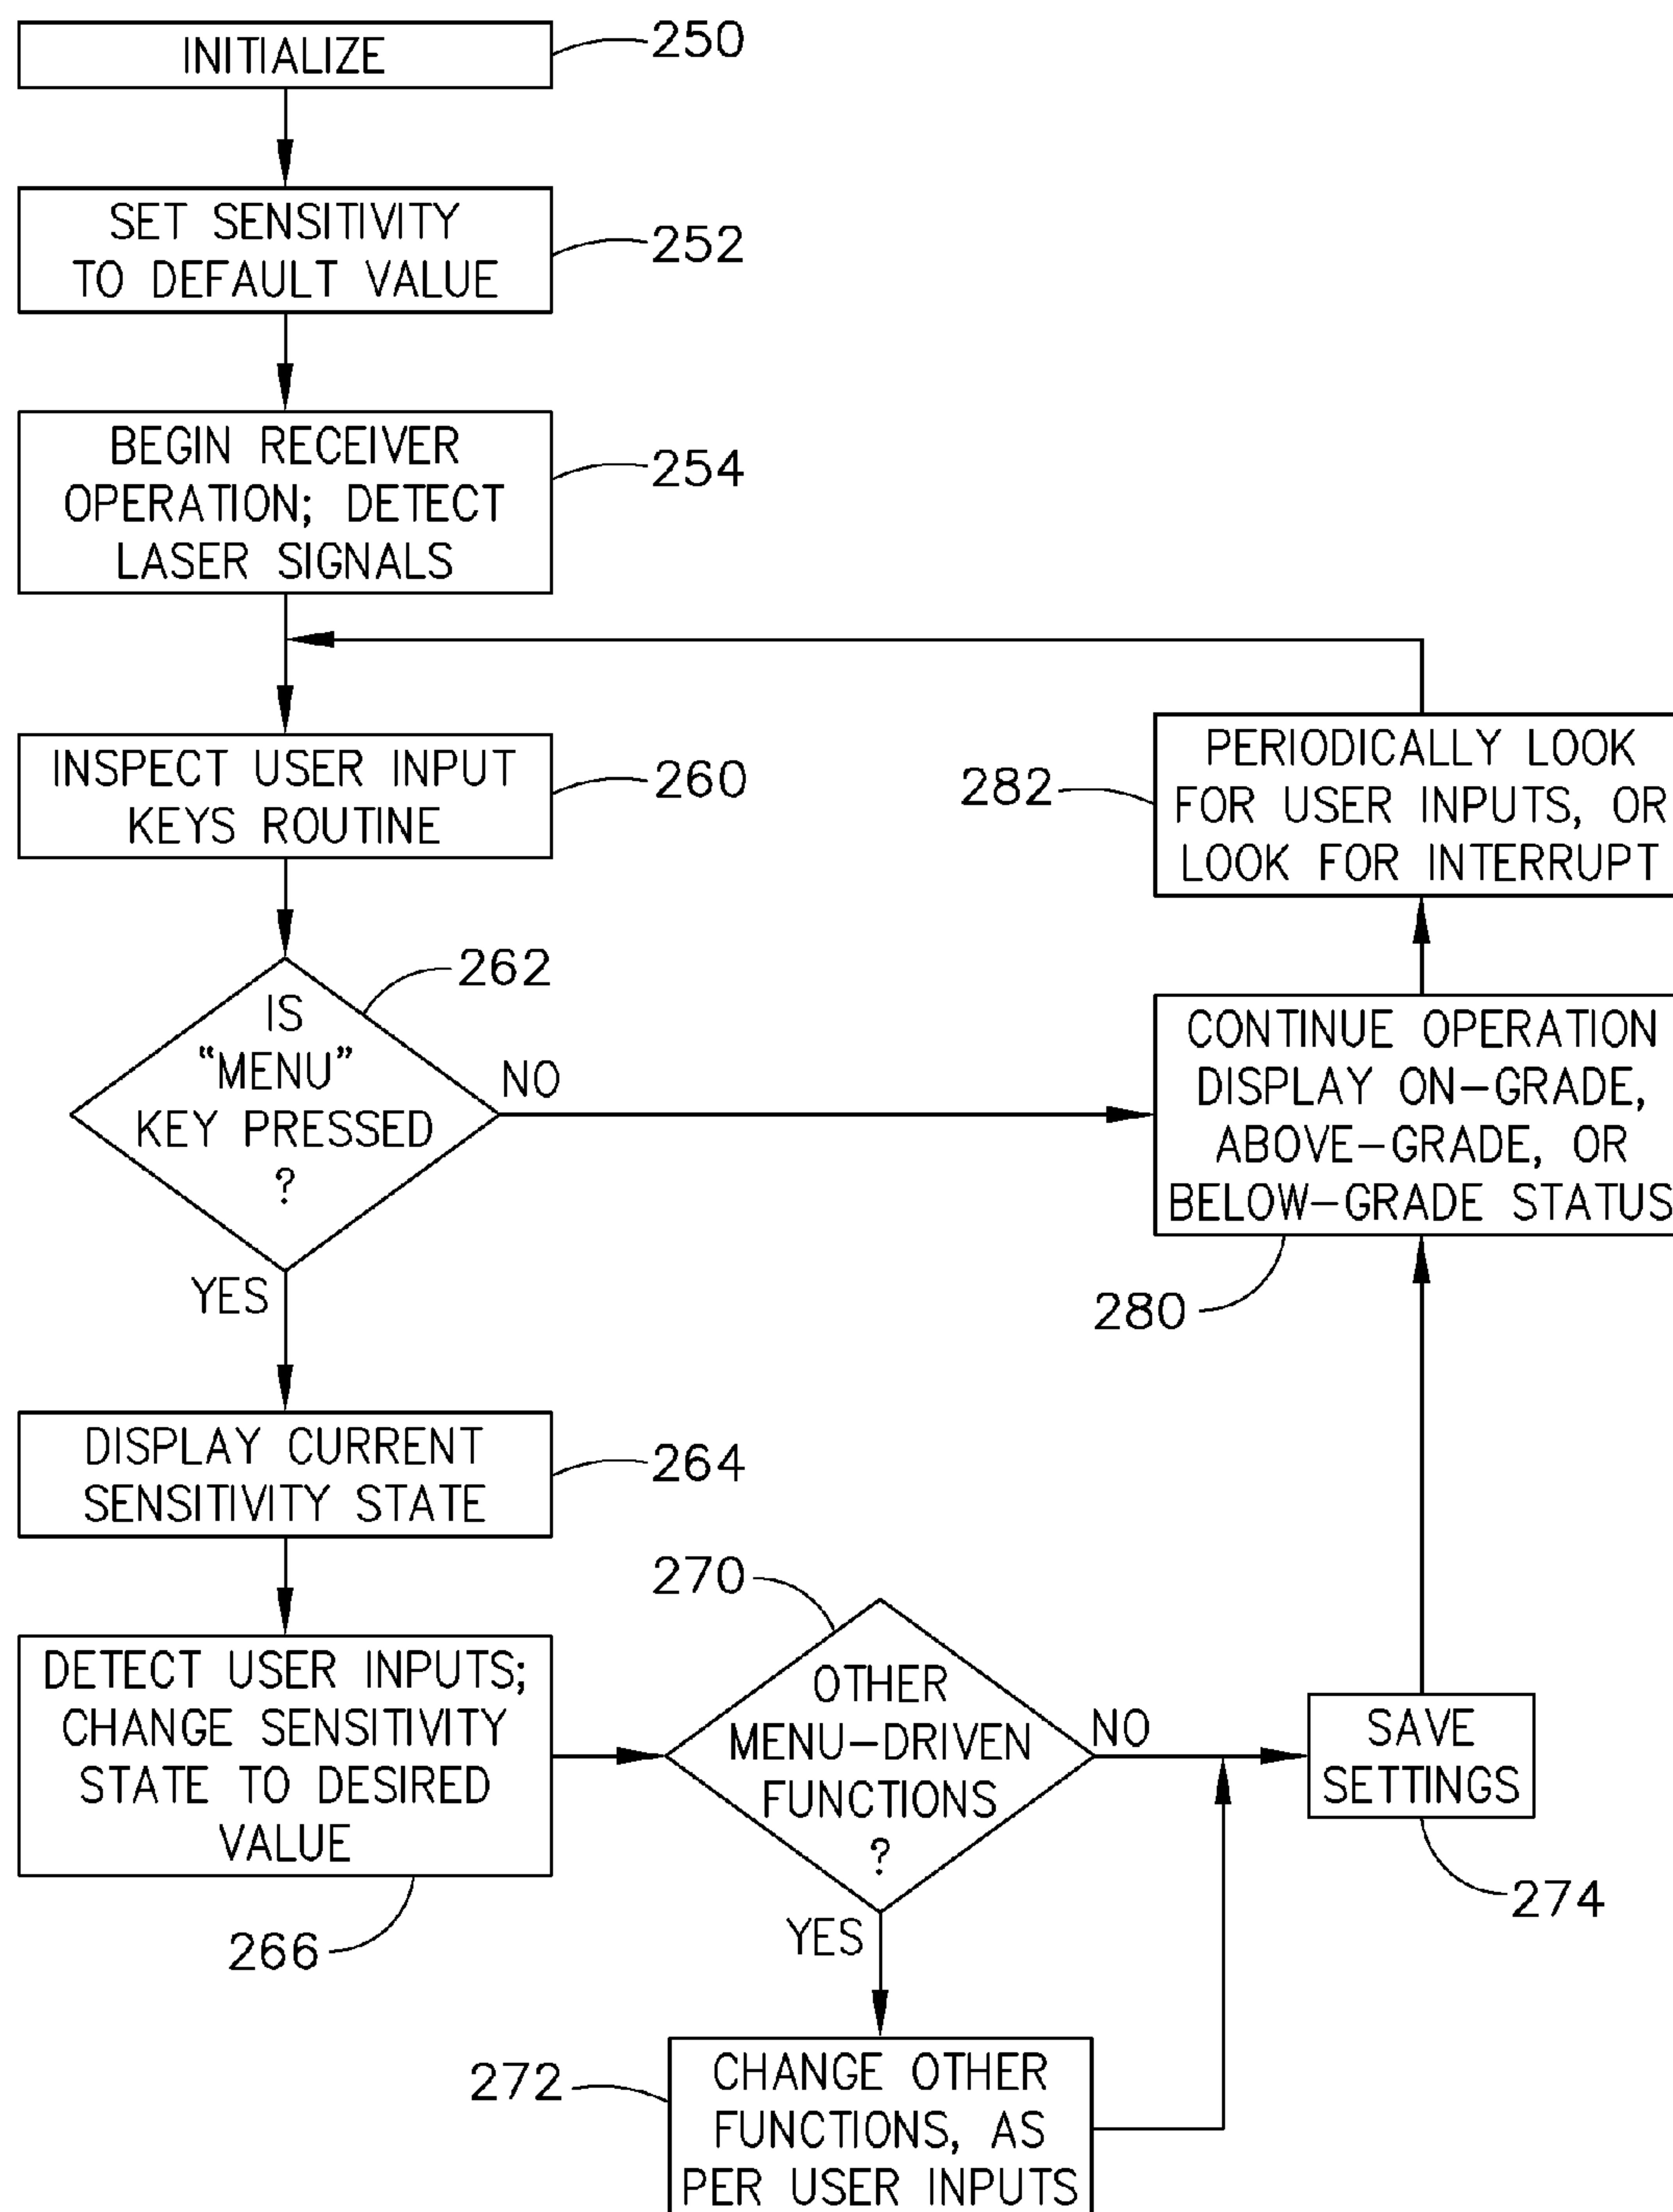 INITIALIZE
250
SET SENSITIVITY
TO DEFAULT VALUE
252
BEGIN RECEIVER
OPERATION; DETECT
LASER SIGNALS
254
INSPECT USER INPUT
KEYS ROUTINE
260
IS
“MENU”
KEY PRESSED
?
262
NO
YES
DISPLAY CURRENT
SENSITIVITY STATE
264
DETECT USER INPUTS;
CHANGE SENSITIVITY
STATE TO DESIRED
VALUE
266
OTHER
MENU-DRIVEN
FUNCTIONS
?
270
NO
YES
CHANGE OTHER
FUNCTIONS, AS
PER USER INPUTS
272
SAVE
SETTINGS
274
CONTINUE OPERATION
DISPLAY ON-GRADE,
ABOVE-GRADE, OR
BELOW-GRADE STATUS
280
PERIODICALLY LOOK
FOR USER INPUTS, OR
LOOK FOR INTERRUPT
282